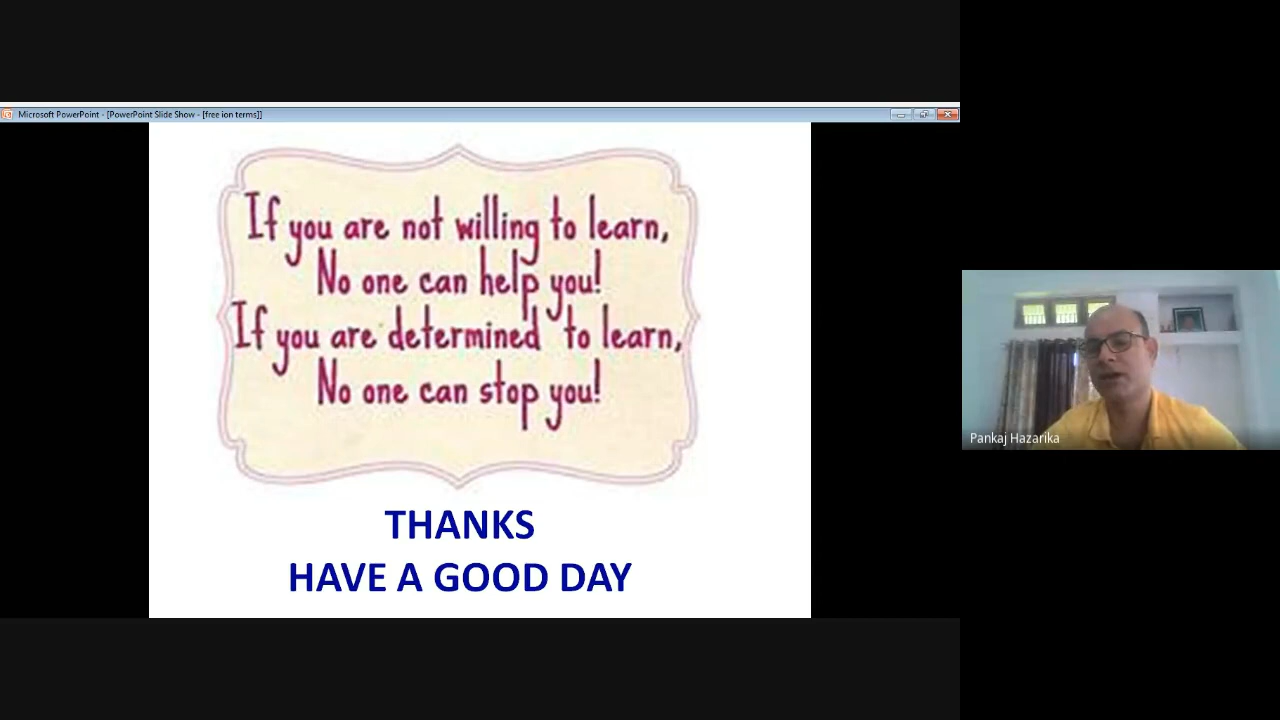 Microsoft PowerPoint - [PowerPoint Slide Show - [free ion terms]]
If you are not willing to learn,
No one can help you!
If you are determined to learn,
No one can stop you!
THANKS
HAVE A GOOD DAY
Pankaj Hazarika